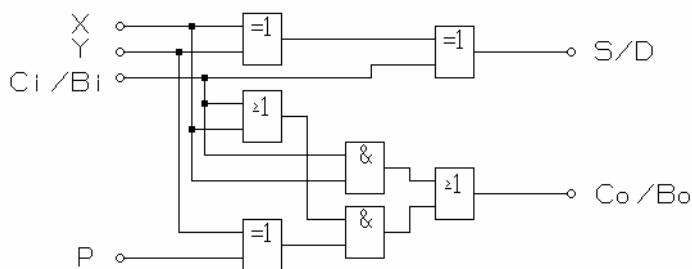 X
=1
=1
Y
S/D
Ci/Bi
≥1
&
≥1
Co/Bo
&
=1
P